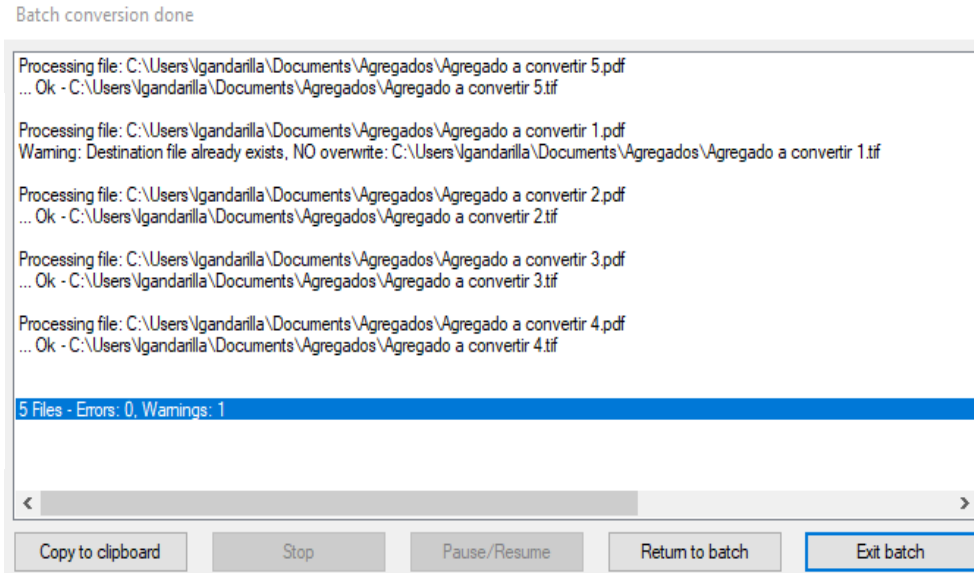 Batch conversion done
Processing file: C:\Users\lgandarilla\Documents\Agregados\Agregado a convertir 5.pdf
... Ok - C:\Users\lgandarilla\Documents\Agregados\Agregado a convertir 5.tif
Processing file: C:\Users\lgandarilla\Documents\Agregados\Agregado a convertir 1.pdf
Warning: Destination file already exists, NO overwrite: C:\Users\lgandarilla\Documents\Agregados\Agregado a convertir 1.tif
Processing file: C:\Users\lgandarilla\Documents\Agregados\Agregado a convertir 2.pdf
... Ok - C:\Users\lgandarilla\Documents\Agregados\Agregado a convertir 2.tif
Processing file: C:\Users\lgandarilla\Documents\Agregados\Agregado a convertir 3.pdf
... Ok - C:\Users\lgandarilla\Documents\Agregados\Agregado a convertir 3.tif
Processing file: C:\Users\lgandarilla\Documents\Agregados\Agregado a convertir 4.pdf
... Ok - C:\Users\lgandarilla\Documents\Agregados\Agregado a convertir 4.tif
5 Files - Errors: 0, Warnings: 1
Copy to clipboard Stop Pause/Resume Return to batch Exit batch